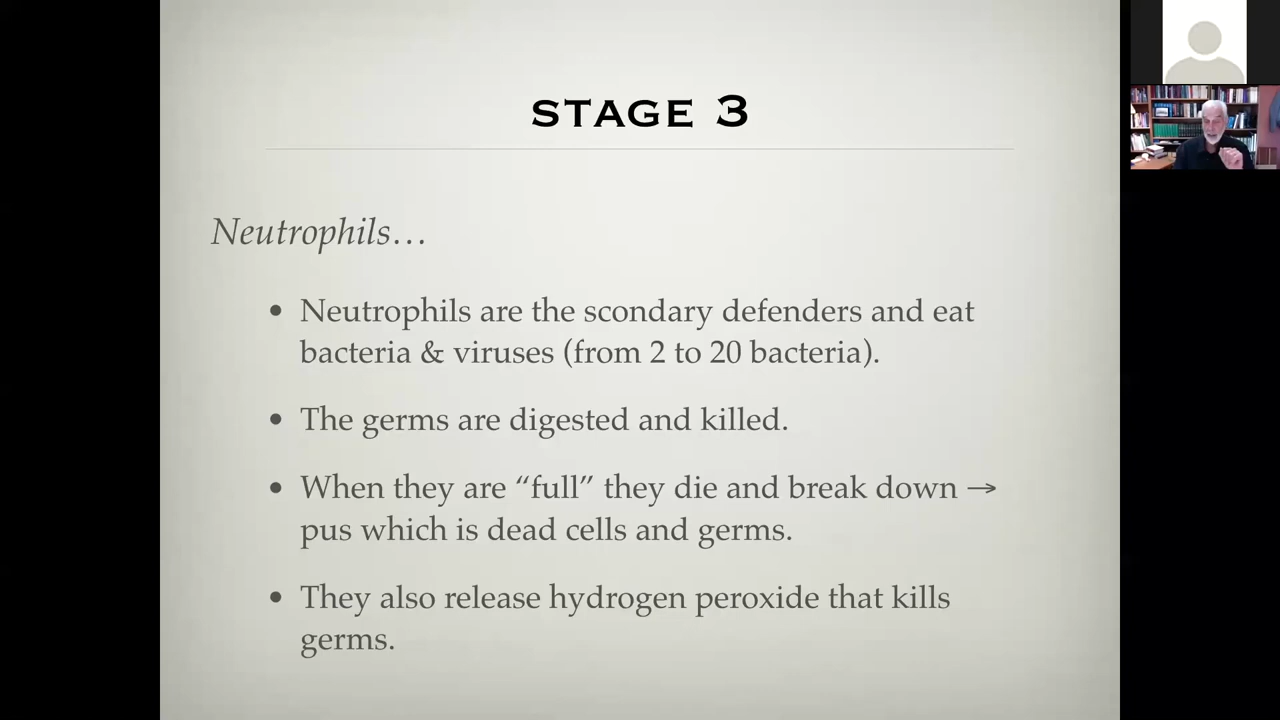 STAGE 3
Neutrophils…
• Neutrophils are the scondary defenders and eat
bacteria & viruses (from 2 to 20 bacteria).
• The germs are digested and killed.
• When they are “full” they die and break down →
pus which is dead cells and germs.
• They also release hydrogen peroxide that kills
germs.